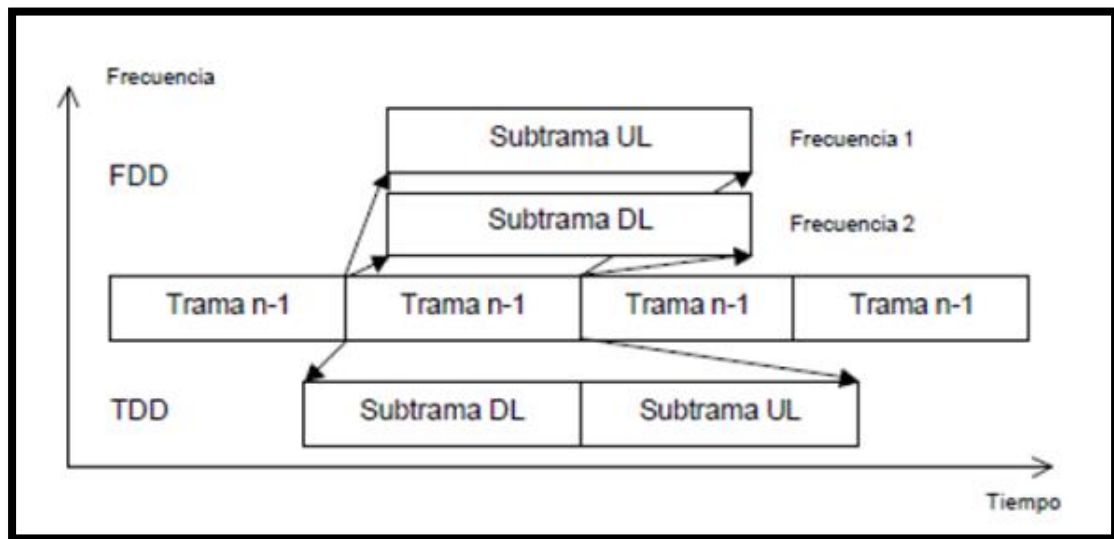 Frecuencia
Subtrama UL
Frecuencia 1
FDD
Subtrama DL
Frecuencia 2
Trama n-1
Trama n-1
Trama n-1
Trama n-1
TDD
Subtrama DL
Subtrama UL
Tiempo